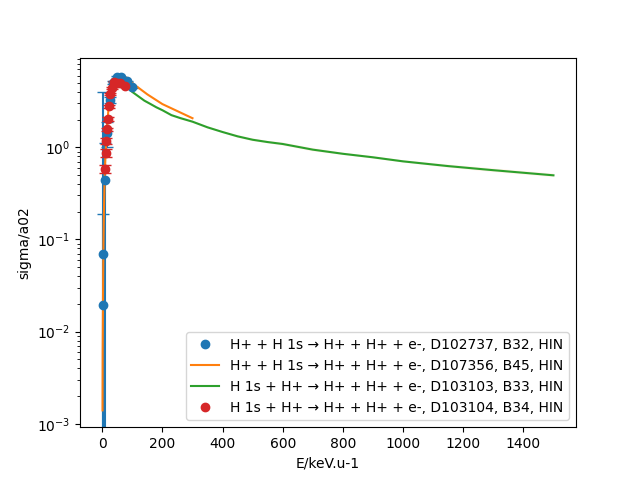 10⁰
10⁻¹
10⁻²
10⁻³
sigma/a02
H+ + H 1s → H+ + H+ + e-, D102737, B32, HIN
H+ + H 1s → H+ + H+ + e-, D107356, B45, HIN
H 1s + H+ → H+ + H+ + e-, D103103, B33, HIN
H 1s + H+ → H+ + H+ + e-, D103104, B34, HIN
0 200 400 600 800 1000 1200 1400
E/keV.u-1